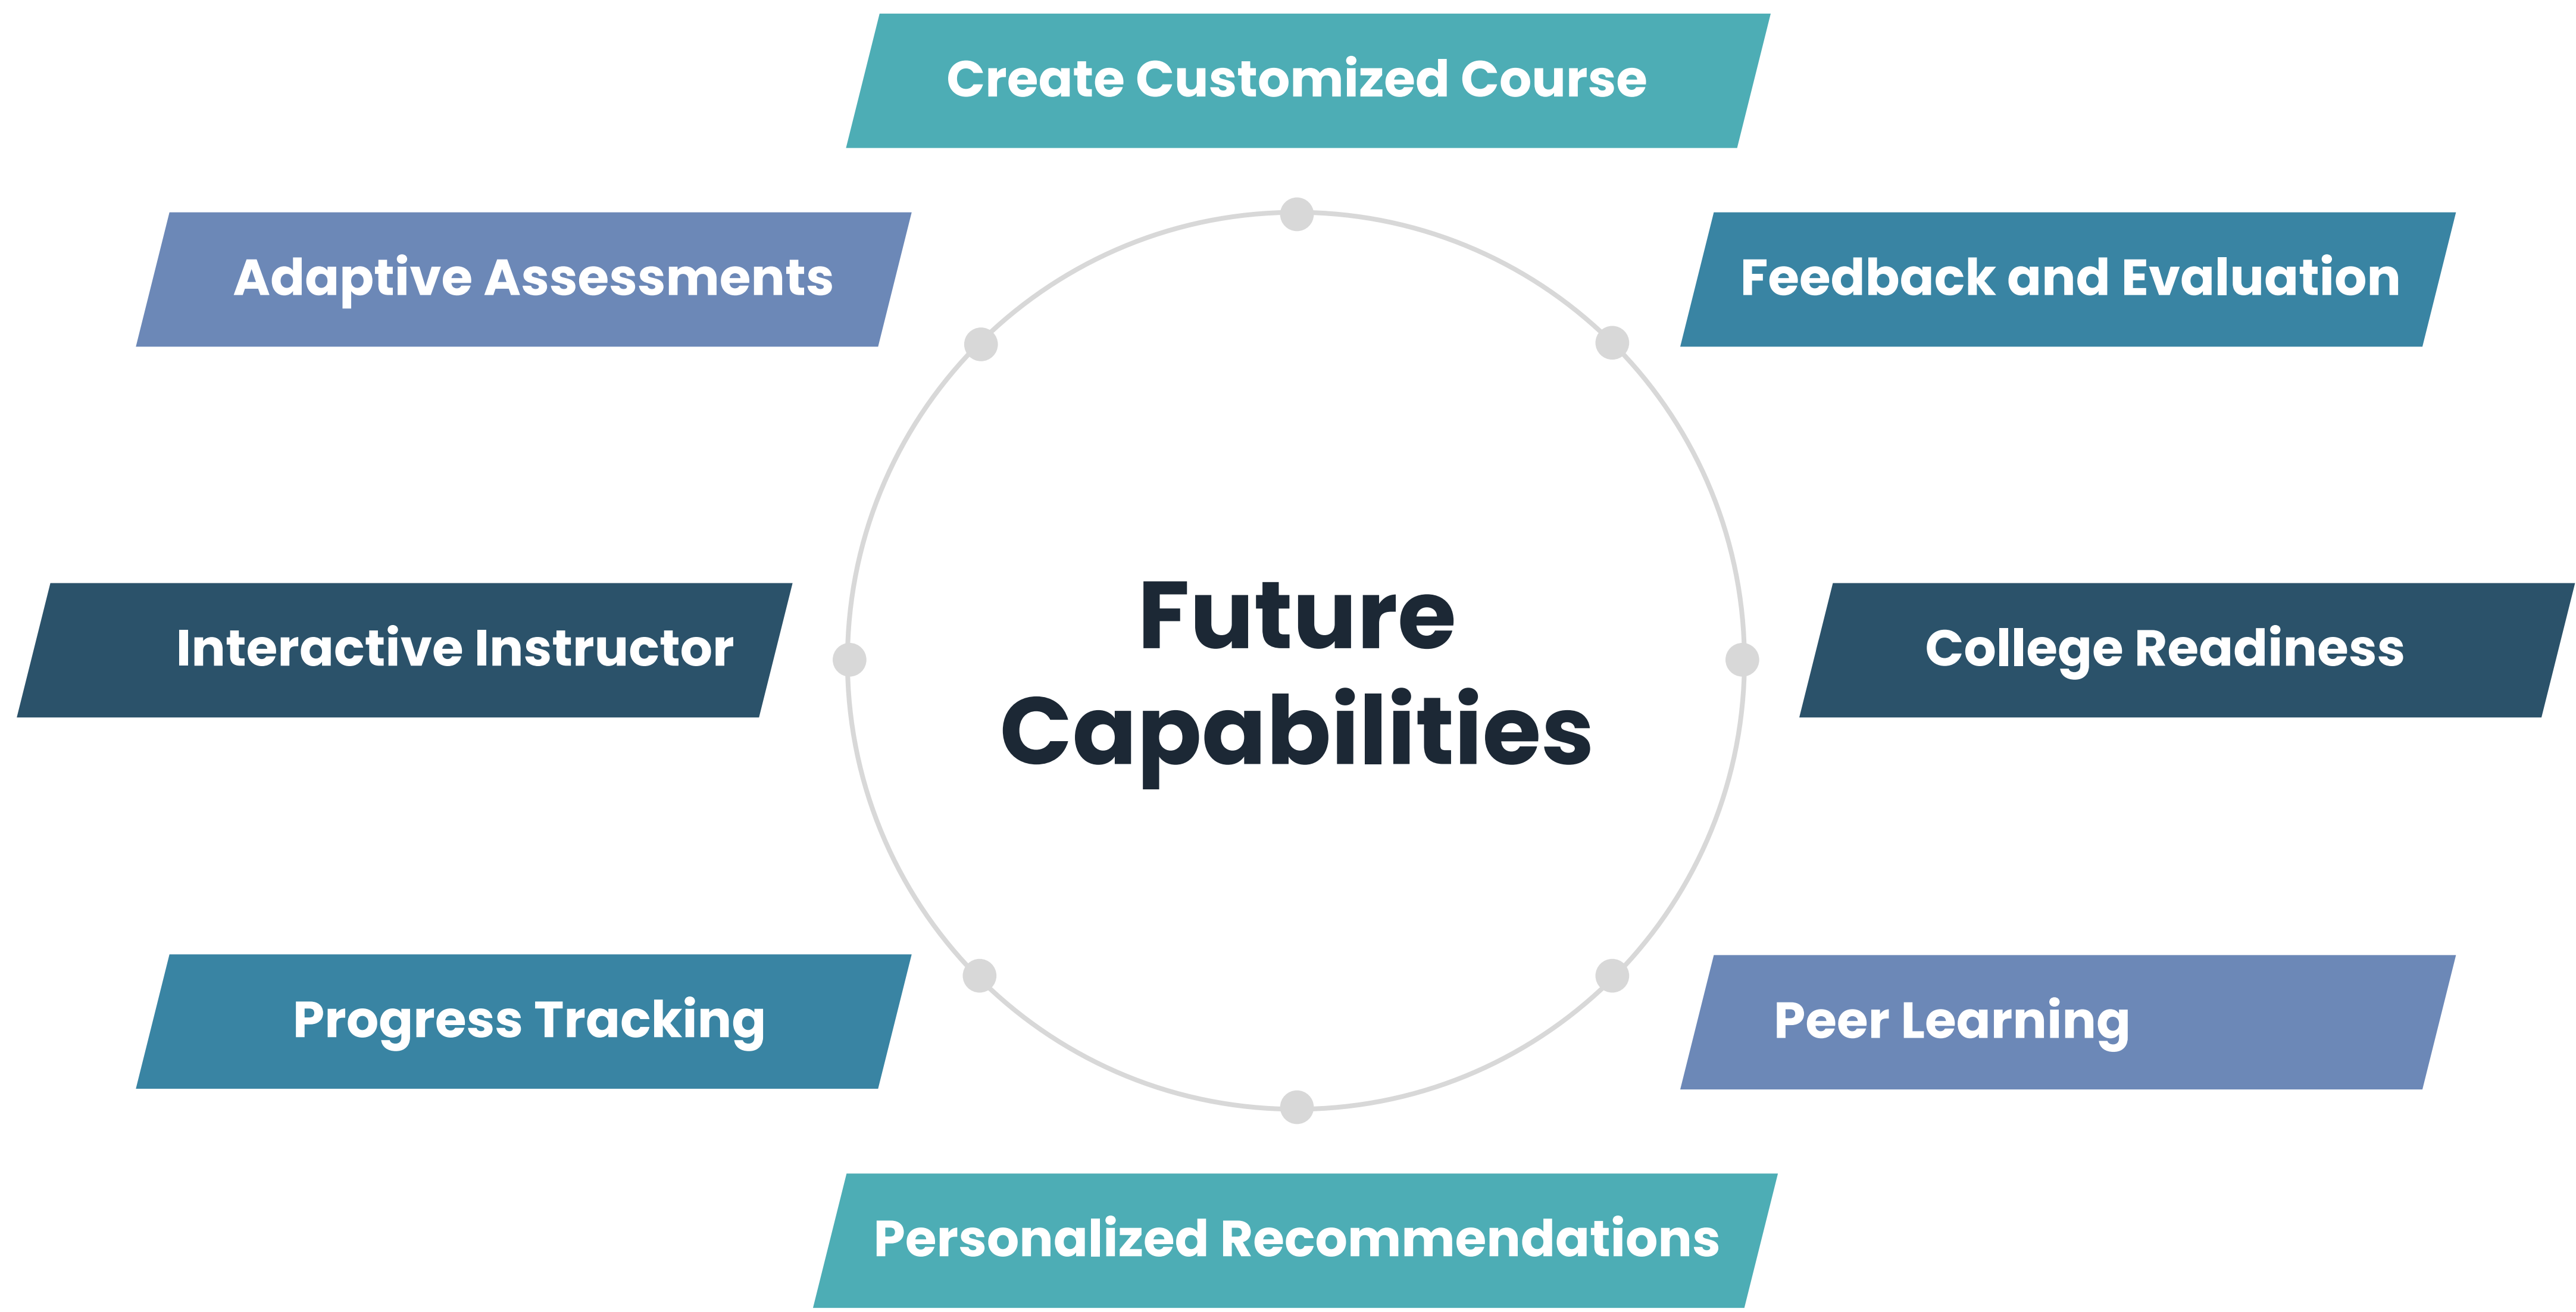 Create Customized Course
Adaptive Assessments
Feedback and Evaluation
Interactive Instructor
Future
Capabilities
College Readiness
Progress Tracking
Peer Learning
Personalized Recommendations